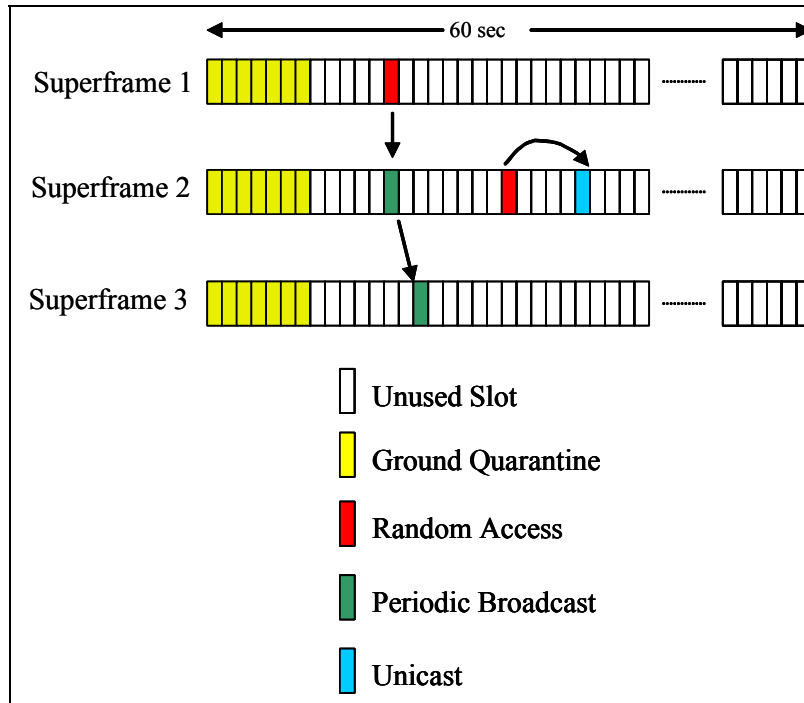 60 sec
Superframe 1
Superframe 2
Superframe 3
Unused Slot
Ground Quarantine
Random Access
Periodic Broadcast
Unicast